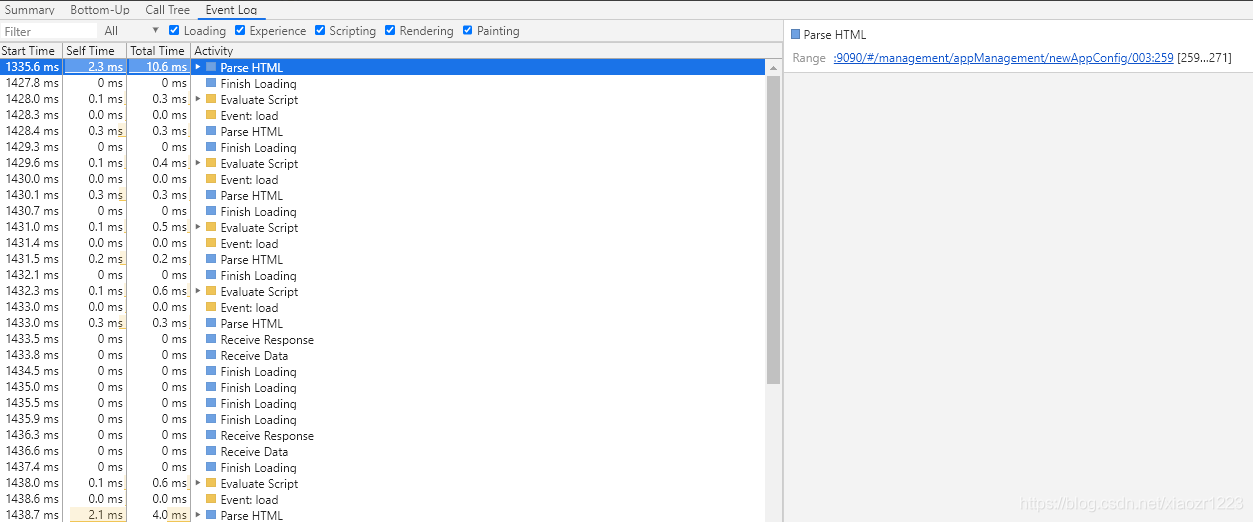 Summary Bottom-Up Call Tree Event Log
Filter All Loading Experience Scripting Rendering Painting
Start Time Self Time Total Time Activity
1335.6 ms 2.3 ms 10.6 ms Parse HTML
1427.8 ms 0 ms 0 ms Finish Loading
1428.0 ms 0.1 ms 0.3 ms Evaluate Script
1428.3 ms 0.0 ms 0.0 ms Event: load
1428.4 ms 0.3 ms 0.3 ms Parse HTML
1429.3 ms 0 ms 0 ms Finish Loading
1429.6 ms 0.1 ms 0.4 ms Evaluate Script
1430.0 ms 0.0 ms 0.0 ms Event: load
1430.1 ms 0.3 ms 0.3 ms Parse HTML
1430.7 ms 0 ms 0 ms Finish Loading
1431.0 ms 0.1 ms 0.5 ms Evaluate Script
1431.4 ms 0.0 ms 0.0 ms Event: load
1431.5 ms 0.2 ms 0.2 ms Parse HTML
1432.1 ms 0 ms 0 ms Finish Loading
1432.3 ms 0.1 ms 0.6 ms Evaluate Script
1433.0 ms 0.0 ms 0.0 ms Event: load
1433.0 ms 0.3 ms 0.3 ms Parse HTML
1433.5 ms 0 ms 0 ms Receive Response
1433.8 ms 0 ms 0 ms Receive Data
1434.5 ms 0 ms 0 ms Finish Loading
1435.0 ms 0 ms 0 ms Finish Loading
1435.5 ms 0 ms 0 ms Finish Loading
1435.9 ms 0 ms 0 ms Finish Loading
1436.3 ms 0 ms 0 ms Receive Response
1436.6 ms 0 ms 0 ms Receive Data
1437.4 ms 0 ms 0 ms Finish Loading
1438.0 ms 0.1 ms 0.6 ms Evaluate Script
1438.6 ms 0.0 ms 0.0 ms Event: load
1438.7 ms 2.1 ms 4.0 ms Parse HTML
Parse HTML
Range :9090/#/management/appManagement/newAppConfig/003:259 [259…271]
https://blog.csdn.net/xiaozr1223